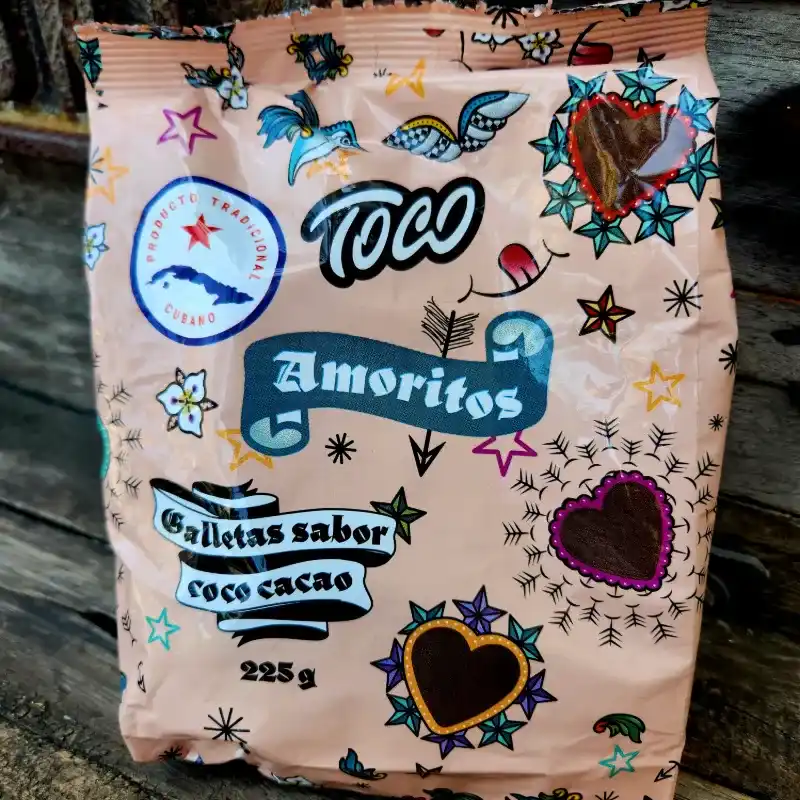 PRODUCTO TRADICIONAL
CUBANO
TOCO
Amoritos
Galletas sabor
coco cacao
225 g